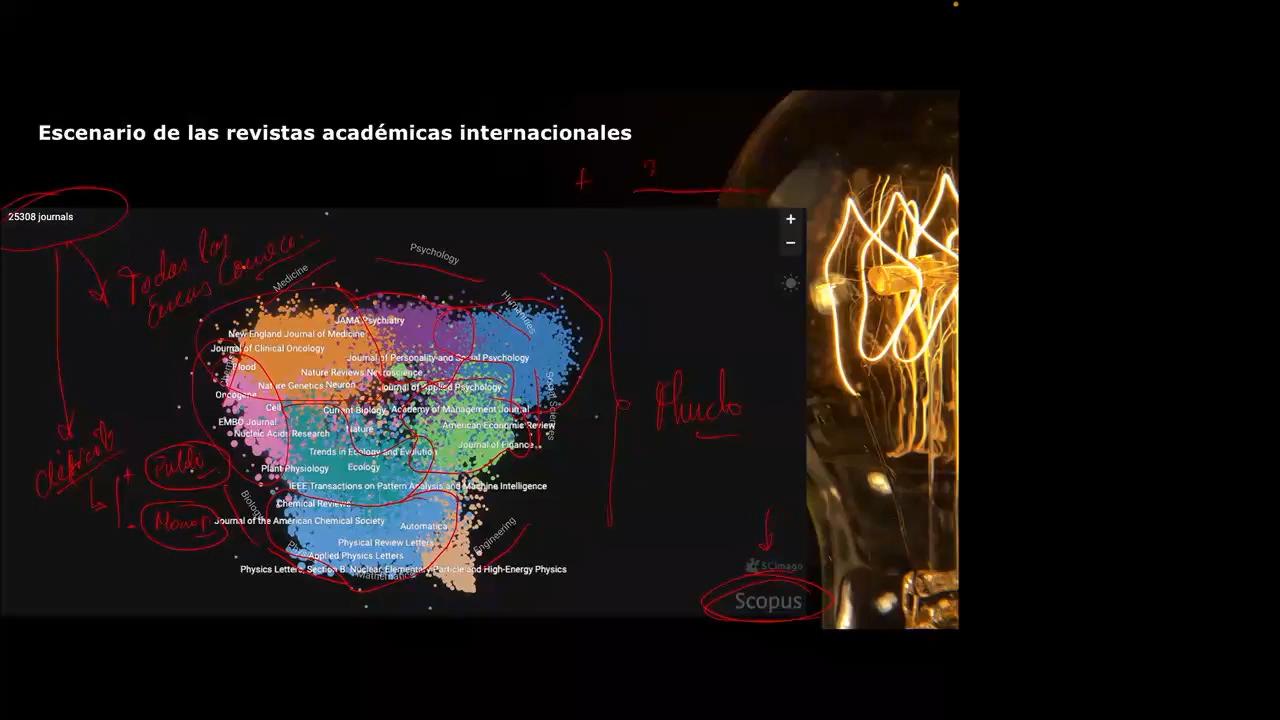 Escenario de las revistas académicas internacionales
25308 journals
+
−
Todas las
Psychology
Medicine
Humanities
JAMA Psychiatry
New England Journal of Medicine
Journal of Clinical Oncology
Journal of Personality and Social Psychology
Blood
Nature Reviews Neuroscience
Nature Genetics
Neuron
Journal of Applied Psychology
Oncogene
Cell
Current Biology
Academy of Management Journal
Social Sciences
Mundo
EMBO Journal
American Economic Review
Nucleic Acids Research
Nature
Journal of Finance
Trends in Ecology and Evolution
Plant Physiology
Ecology
IEEE Transactions on Pattern Analysis and Machine Intelligence
Chemical Reviews
Journal of the American Chemical Society
Automatica
Engineering
Physical Review Letters
Applied Physics Letters
Physics Letters, Section B: Nuclear, Elementary Particle and High-Energy Physics
Mathematics
SCImago
Scopus